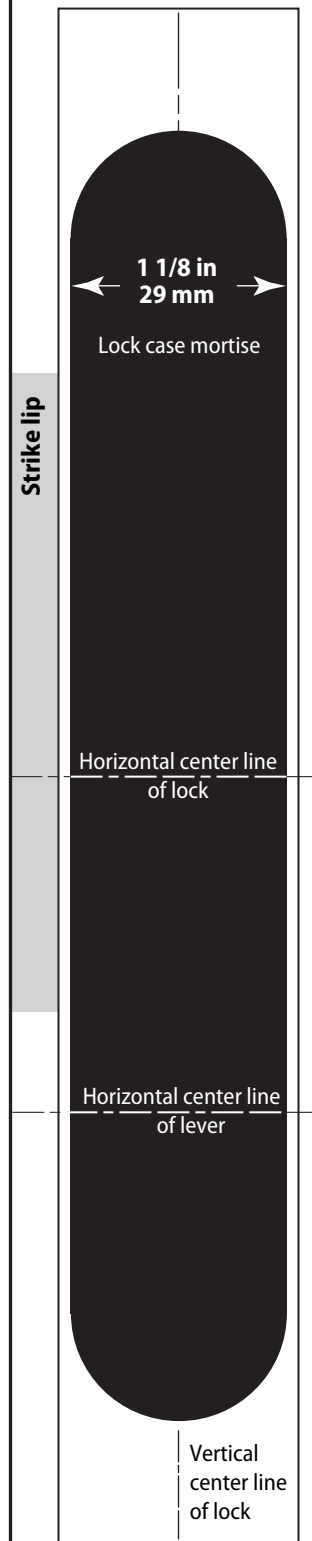 1 1/8 in
29 mm
Lock case mortise
Strike lip
Horizontal center line
of lock
Horizontal center line
of lever
Vertical
center line
of lock